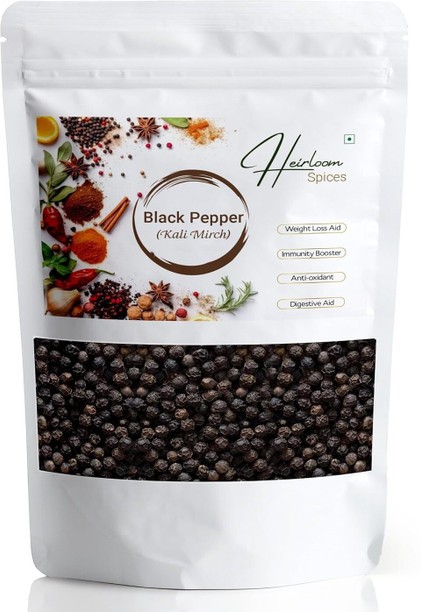 Heirloom
Spices
Black Pepper
(Kali Mirch)
Weight Loss Aid
Immunity Booster
Anti-oxidant
Digestive Aid